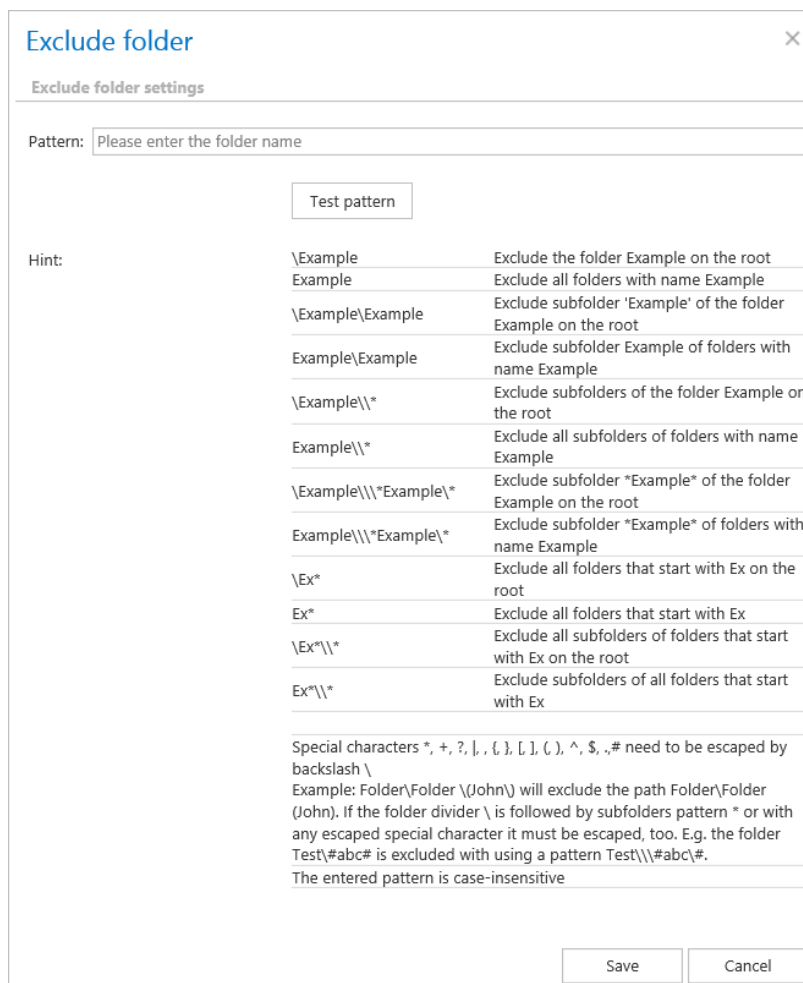 Exclude folder
Exclude folder settings
Pattern: Please enter the folder name
Test pattern
Hint:
\Example Exclude the folder Example on the root
Example Exclude all folders with name Example
\Example\Example Exclude subfolder 'Example' of the folder
Example on the root
Example\Example Exclude subfolder Example of folders with
name Example
\Example\\* Exclude subfolders of the folder Example on
the root
Example\\* Exclude all subfolders of folders with name
Example
\Example\\\*Example\* Exclude subfolder *Example* of the folder
Example on the root
Example\\\*Example\* Exclude subfolder *Example* of folders with
name Example
\Ex* Exclude all folders that start with Ex on the
root
Ex* Exclude all folders that start with Ex
\Ex*\\* Exclude all subfolders of folders that start
with Ex on the root
Ex*\\* Exclude subfolders of all folders that start
with Ex
Special characters *, +, ?, |, , {, }, [, ], (, ), ^, $, .,# need to be escaped by
backslash \
Example: Folder\Folder \(John\) will exclude the path Folder\Folder
(John). If the folder divider \ is followed by subfolders pattern * or with
any escaped special character it must be escaped, too. E.g. the folder
Test\#abc# is excluded with using a pattern Test\\\#abc\#.
The entered pattern is case-insensitive
Save Cancel